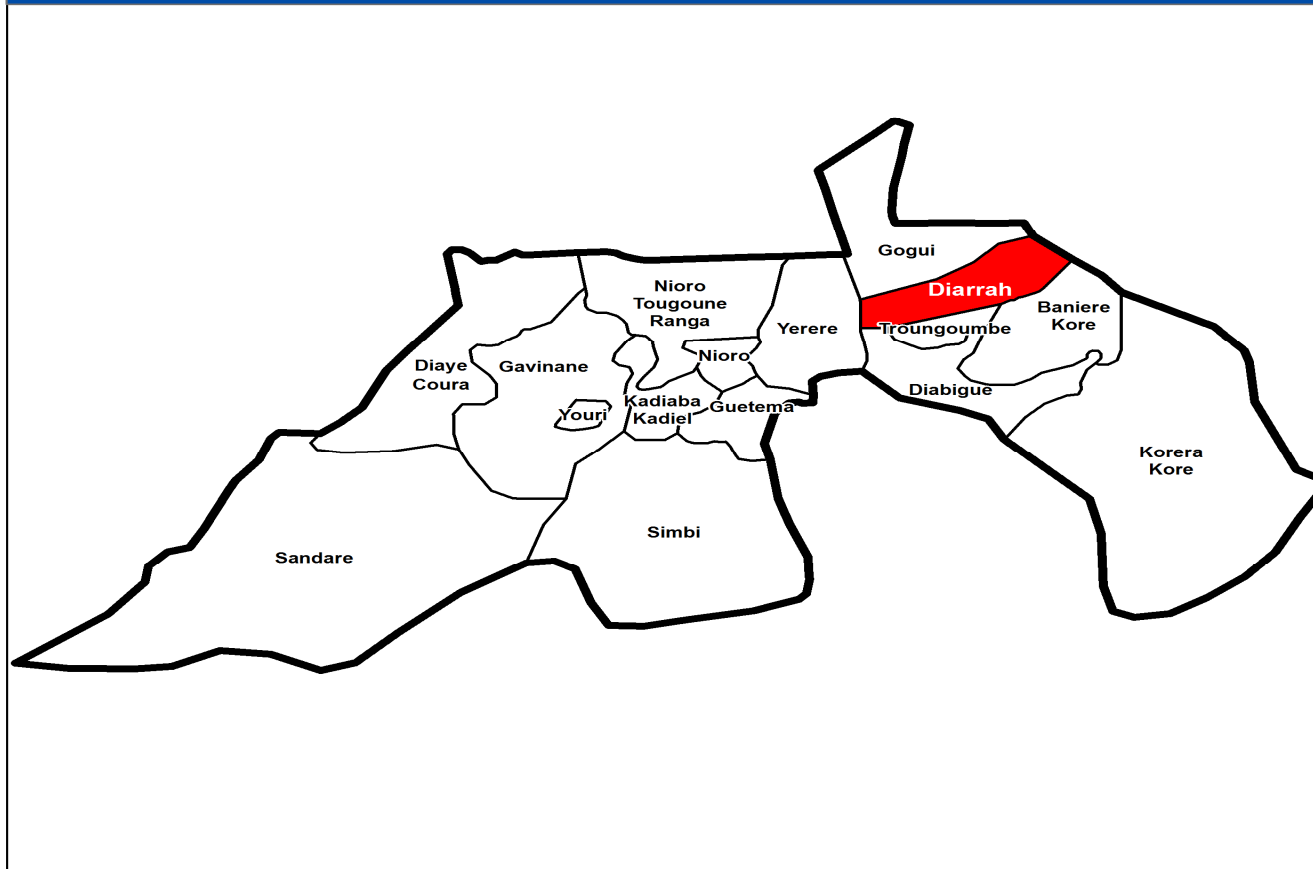 Gogui
Nioro
Tougoune
Ranga
Diarrah
Baniere
Kore
Yerere
Troungoumbe
Nioro
Diaye
Coura
Gavinane
Diabigue
Kadiaba
Kadiel
Guetema
Youri
Korera
Kore
Simbi
Sandare